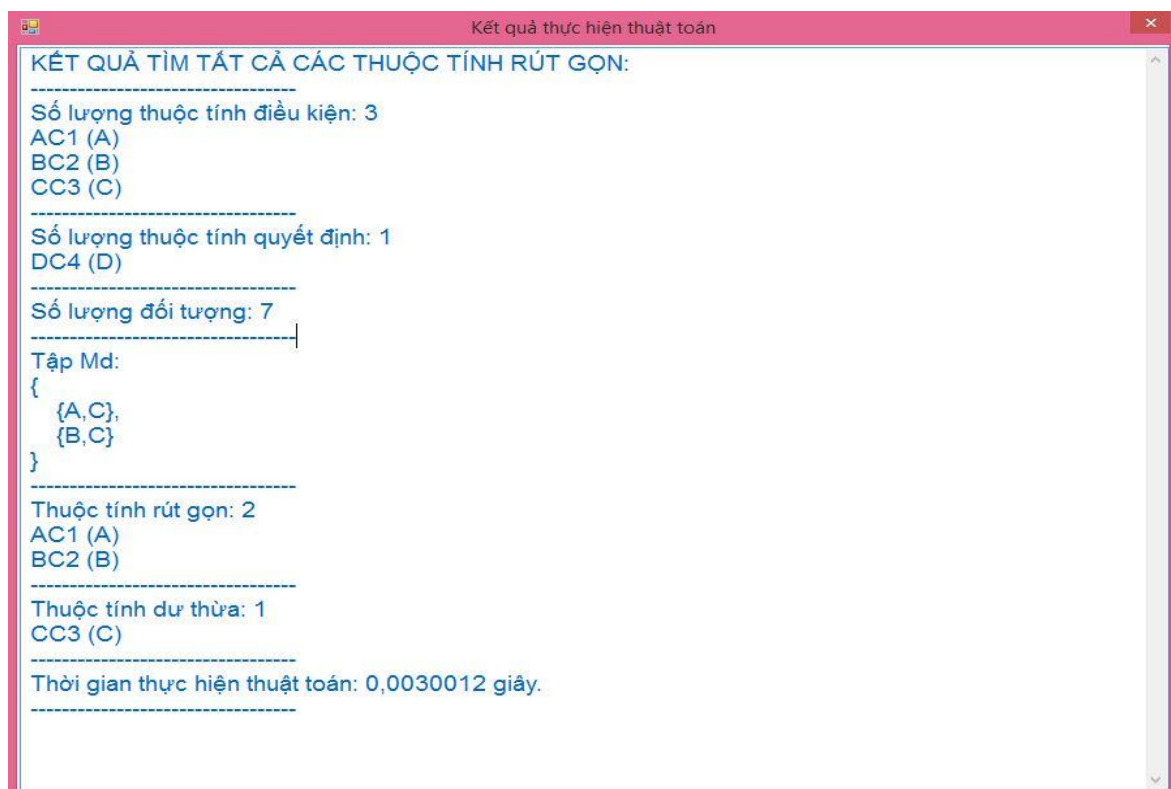 Kết quả thực hiện thuật toán
KẾT QUẢ TÌM TẤT CẢ CÁC THUỘC TÍNH RÚT GỌN:
----------------------------------
Số lượng thuộc tính điều kiện: 3
AC1 (A)
BC2 (B)
CC3 (C)
----------------------------------
Số lượng thuộc tính quyết định: 1
DC4 (D)
----------------------------------
Số lượng đối tượng: 7
----------------------------------
Tập Md:
{
{A,C},
{B,C}
}
----------------------------------
Thuộc tính rút gọn: 2
AC1 (A)
BC2 (B)
----------------------------------
Thuộc tính dư thừa: 1
CC3 (C)
----------------------------------
Thời gian thực hiện thuật toán: 0,0030012 giây.
----------------------------------